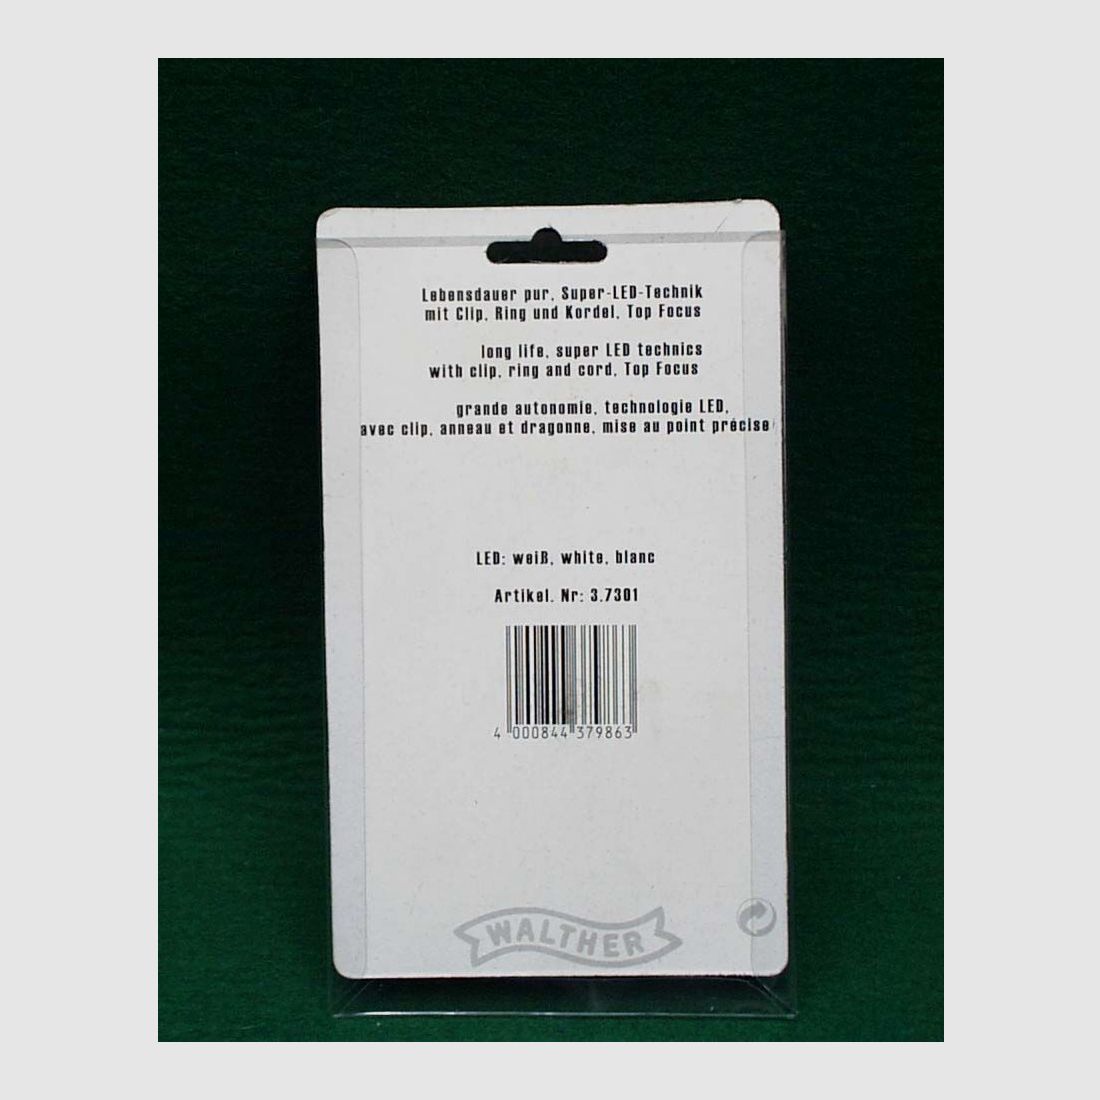 Lebensdauer pur, Super-LED-Technik
mit Clip, Ring und Kordel, Top Focus
long life, super LED technics
with clip, ring and cord, Top Focus
grande autonomie, technologie LED,
avec clip, anneau et dragonne, mise au point précise
LED: weiß, white, blanc
Artikel. Nr: 3.7301
4 000844 379863
WALTHER